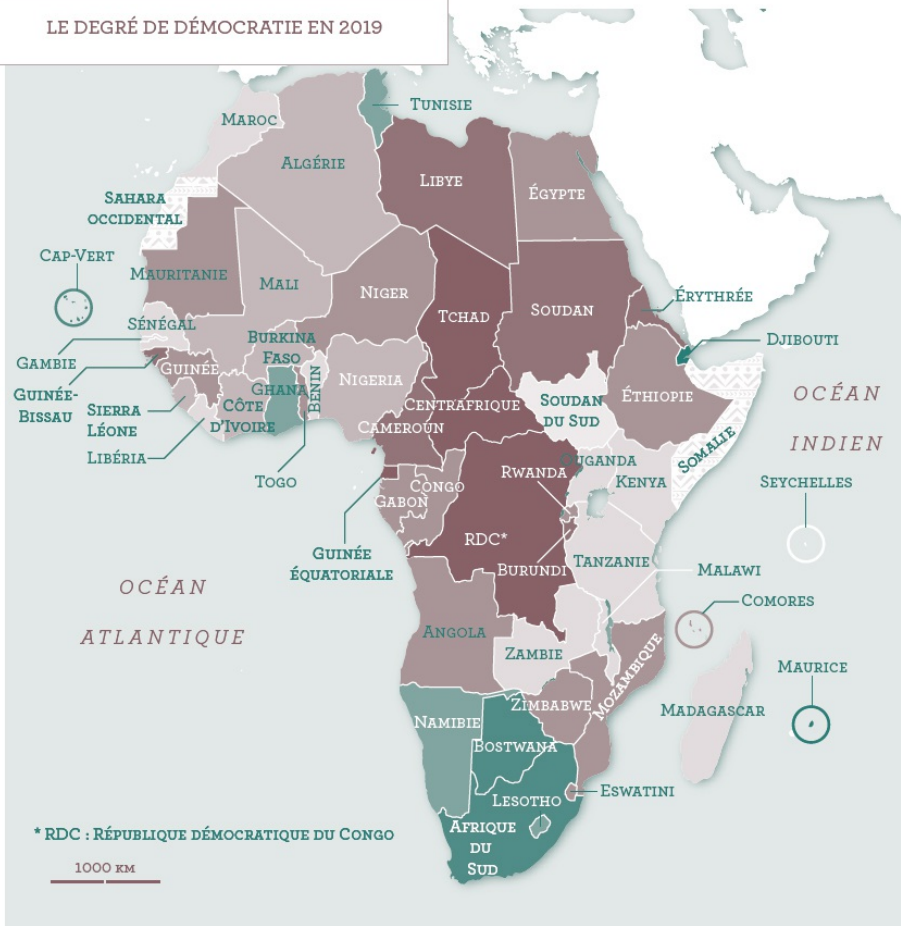 LE DEGRÉ DE DÉMOCRATIE EN 2019
TUNISIE
MAROC
ALGÉRIE
LIBYE
ÉGYPTE
SAHARA
OCCIDENTAL
CAP-VERT
MAURITANIE
MALI
NIGER
TCHAD
SOUDAN
ÉRYTHRÉE
SÉNÉGAL
GAMBIE
BURKINA
FASO
DJIBOUTI
GUINÉE
GUINÉE-
BISSAU
SIERRA
LÉONE
LIBÉRIA
CÔTE
D'IVOIRE
GHANA
BENIN
NIGERIA
TOGO
CENTRAFRIQUE
CAMEROUN
SOUDAN
DU SUD
ÉTHIOPIE
SOMALIE
OCÉAN
INDIEN
OUGANDA
KENYA
RWANDA
SEYCHELLES
CONGO
GABON
GUINÉE
ÉQUATORIALE
RDC*
BURUNDI
TANZANIE
MALAWI
COMORES
OCÉAN
ATLANTIQUE
ANGOLA
ZAMBIE
MOZAMBIQUE
MAURICE
MADAGASCAR
NAMIBIE
ZIMBABWE
BOSTWANA
LESOTHO
ESWATINI
AFRIQUE
DU
SUD
* RDC : RÉPUBLIQUE DÉMOCRATIQUE DU CONGO
1000 KM